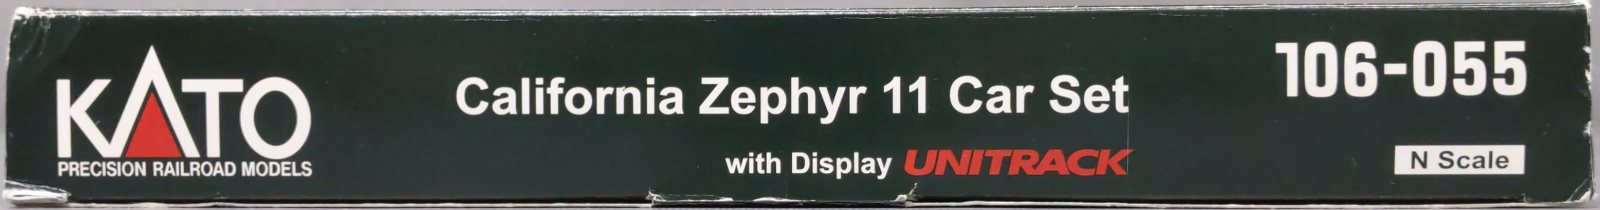 KATO
PRECISION RAILROAD MODELS
California Zephyr 11 Car Set
with Display UNITRACK
106-055
N Scale